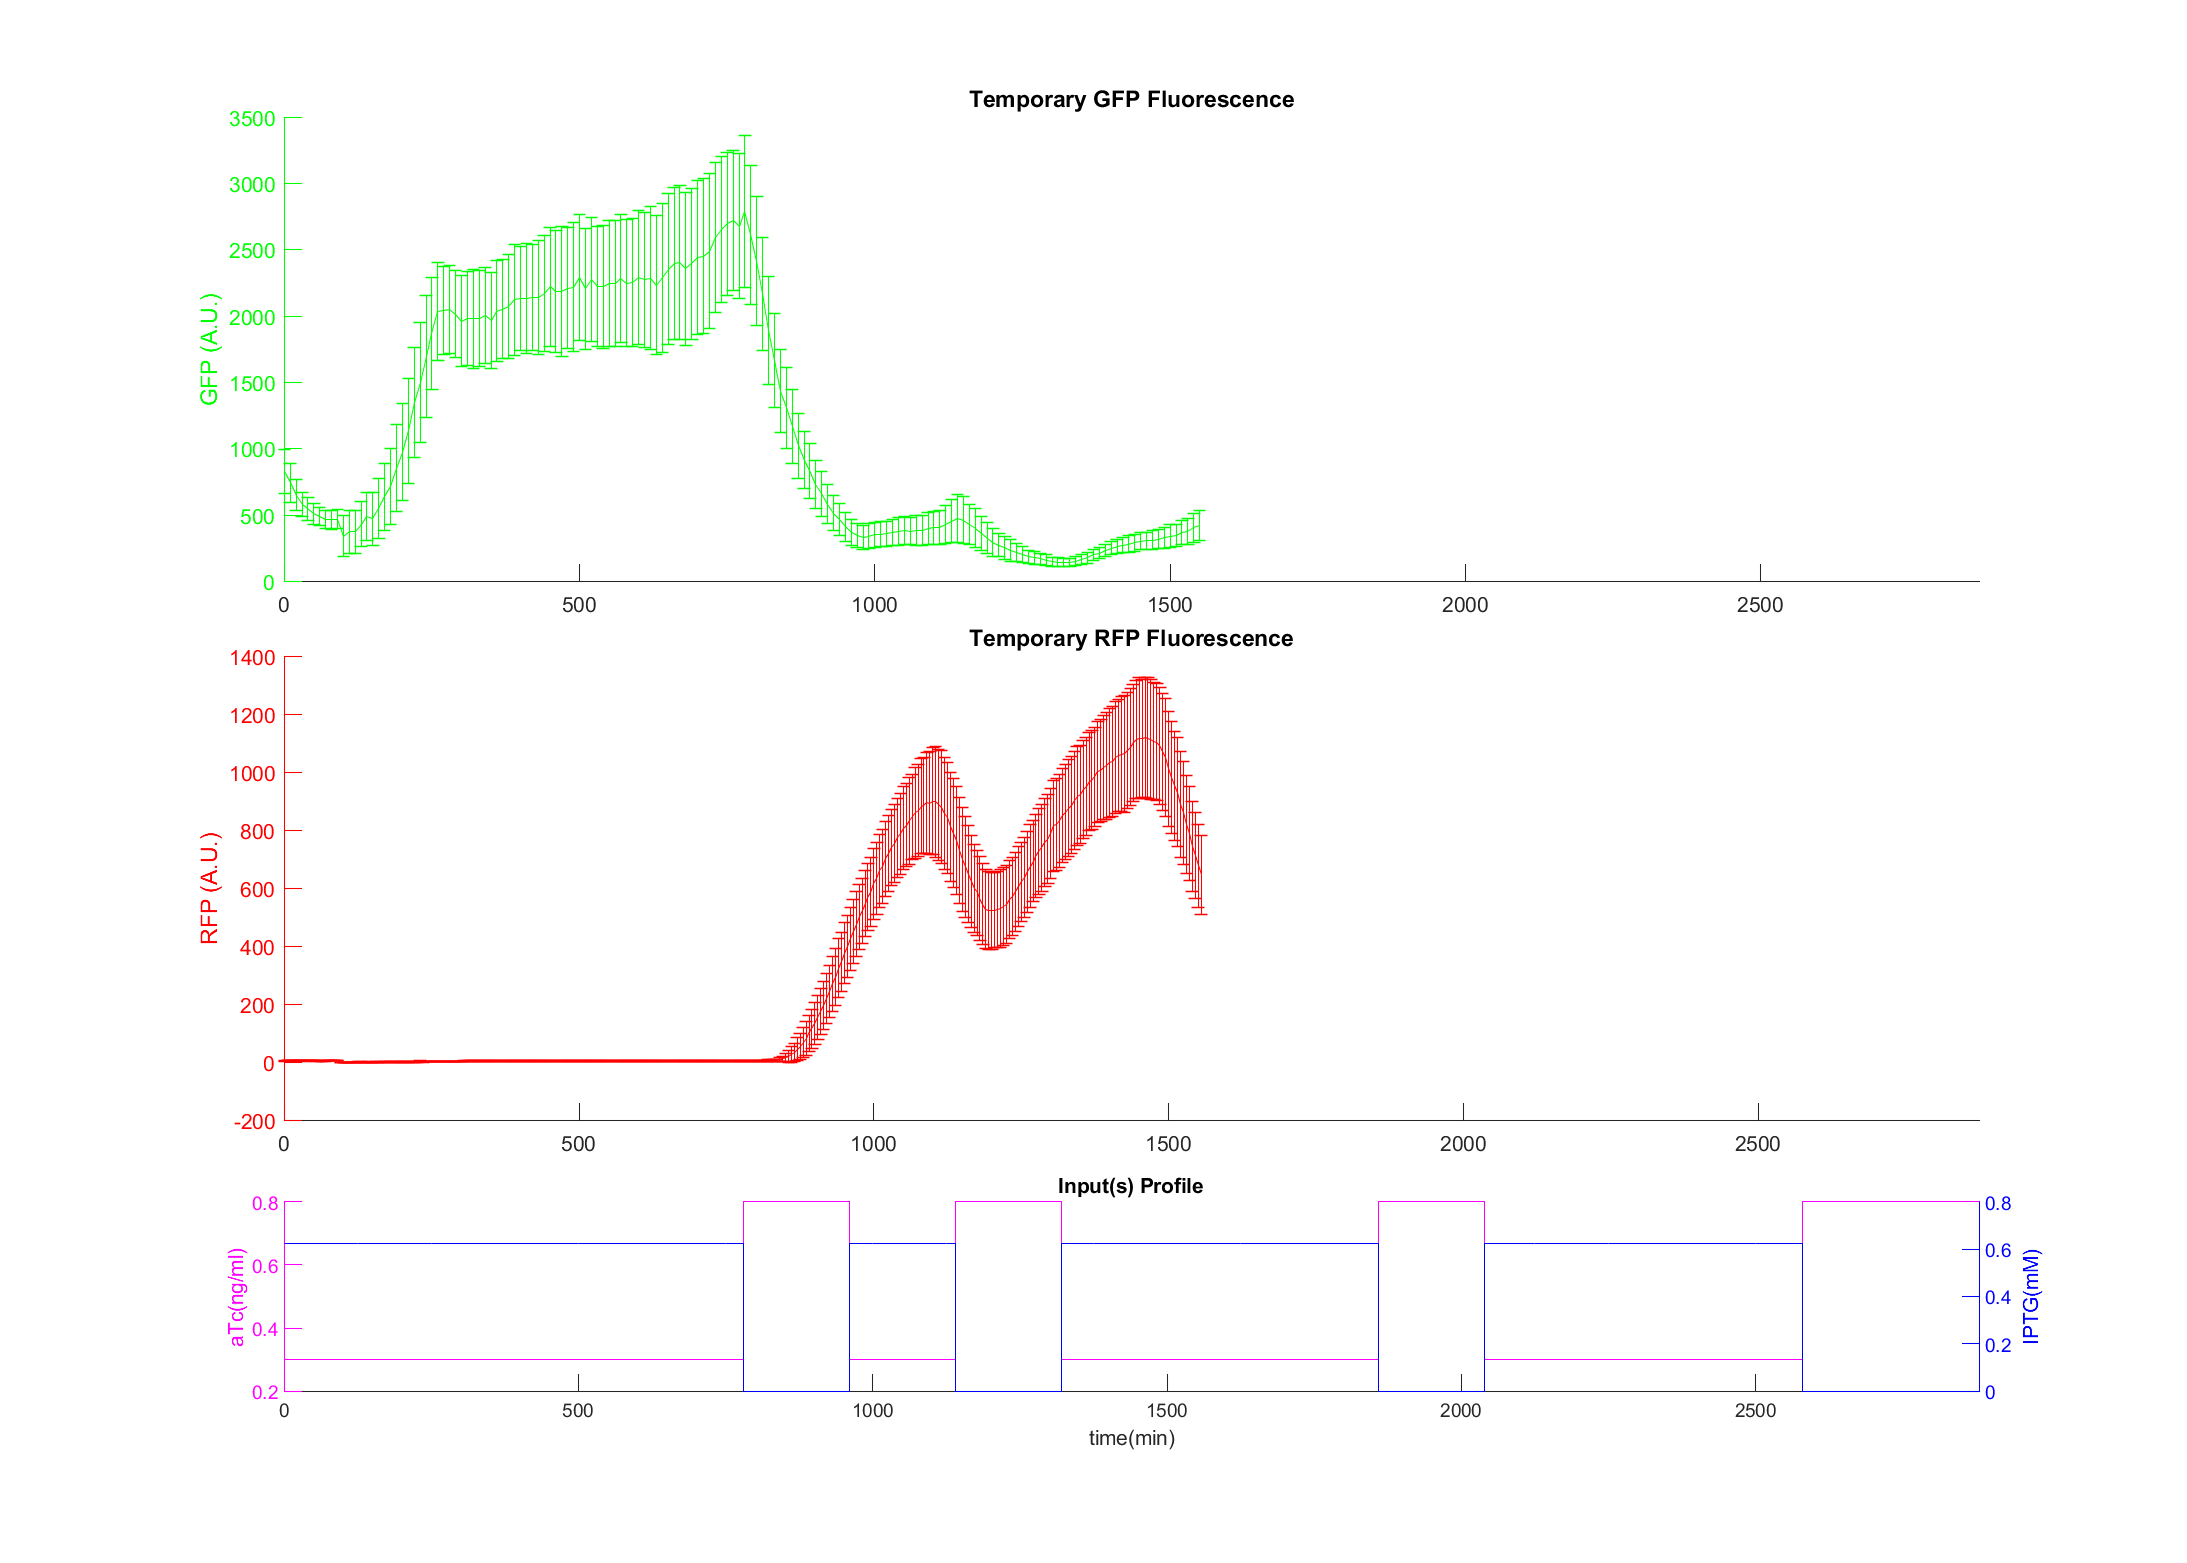 Temporary GFP Fluorescence
3500
3000
2500
2000
1500
1000
500
0
GFP (A.U.)
0 500 1000 1500 2000 2500
Temporary RFP Fluorescence
1400
1200
1000
800
600
400
200
0
-200
RFP (A.U.)
0 500 1000 1500 2000 2500
Input(s) Profile
0.8
0.6
0.4
0.2
aTc(ng/ml)
0.8
0.6
0.4
0.2
0
IPTG(mM)
0 500 1000 1500 2000 2500
time(min)